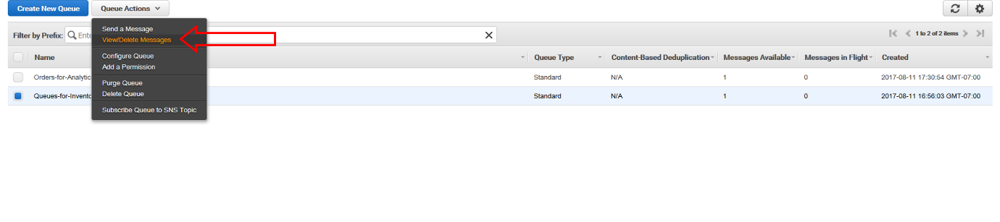 Create New Queue
Queue Actions
Send a Message
Filter by Prefix:
View/Delete Messages
1 to 2 of 2 items
Name
Queue Type
Content-Based Deduplication
Messages Available
Messages in Flight
Created
Configure Queue
Add a Permission
Orders-for-Analytic
Standard
N/A
1
0
2017-08-11 17:30:54 GMT-07:00
Purge Queue
Delete Queue
Queues-for-Invento
Standard
N/A
1
0
2017-08-11 16:56:03 GMT-07:00
Subscribe Queue to SNS Topic